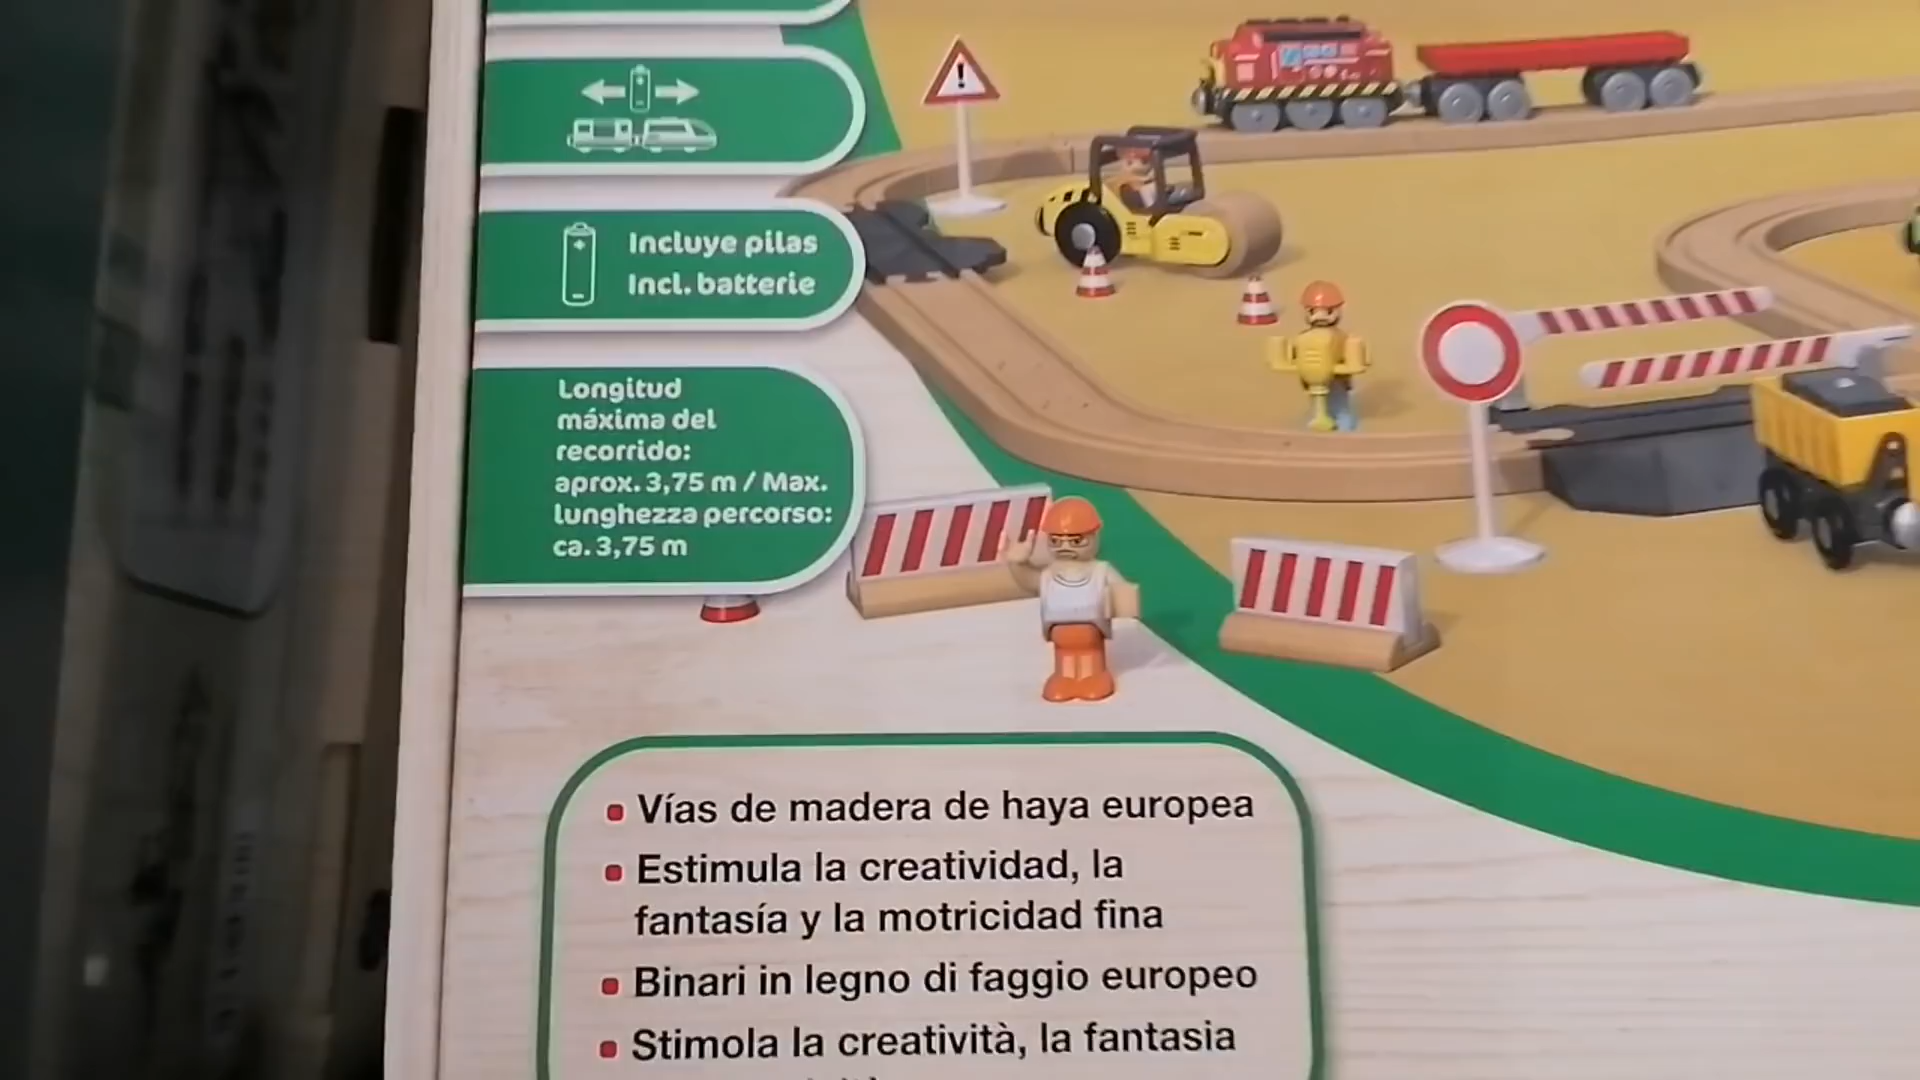 Incluye pilas
Incl. batterie
Longitud
máxima del
recorrido:
aprox. 3,75 m / Max.
lunghezza percorso:
ca. 3,75 m
Vías de madera de haya europea
Estimula la creatividad, la
fantasía y la motricidad fina
Binari in legno di faggio europeo
Stimola la creatività, la fantasia